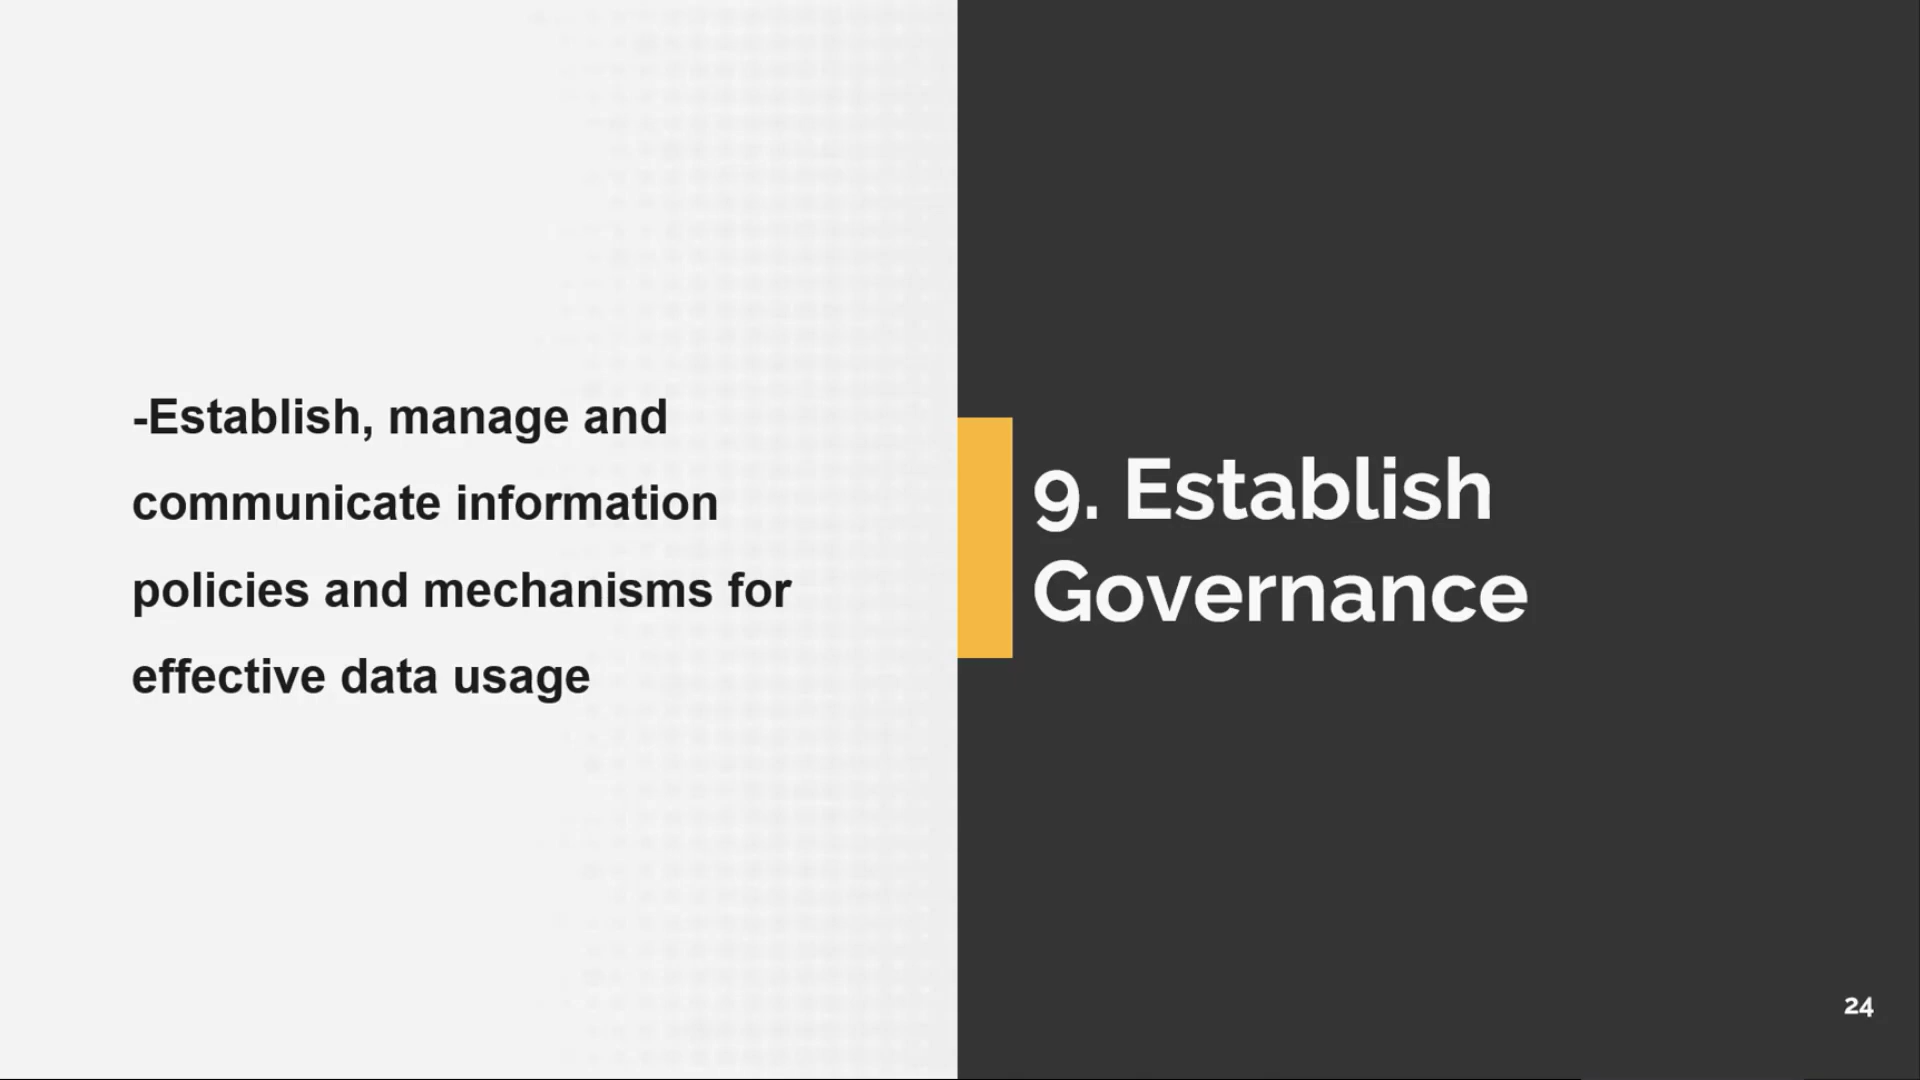 -Establish, manage and
communicate information
policies and mechanisms for
effective data usage
9. Establish
Governance
24